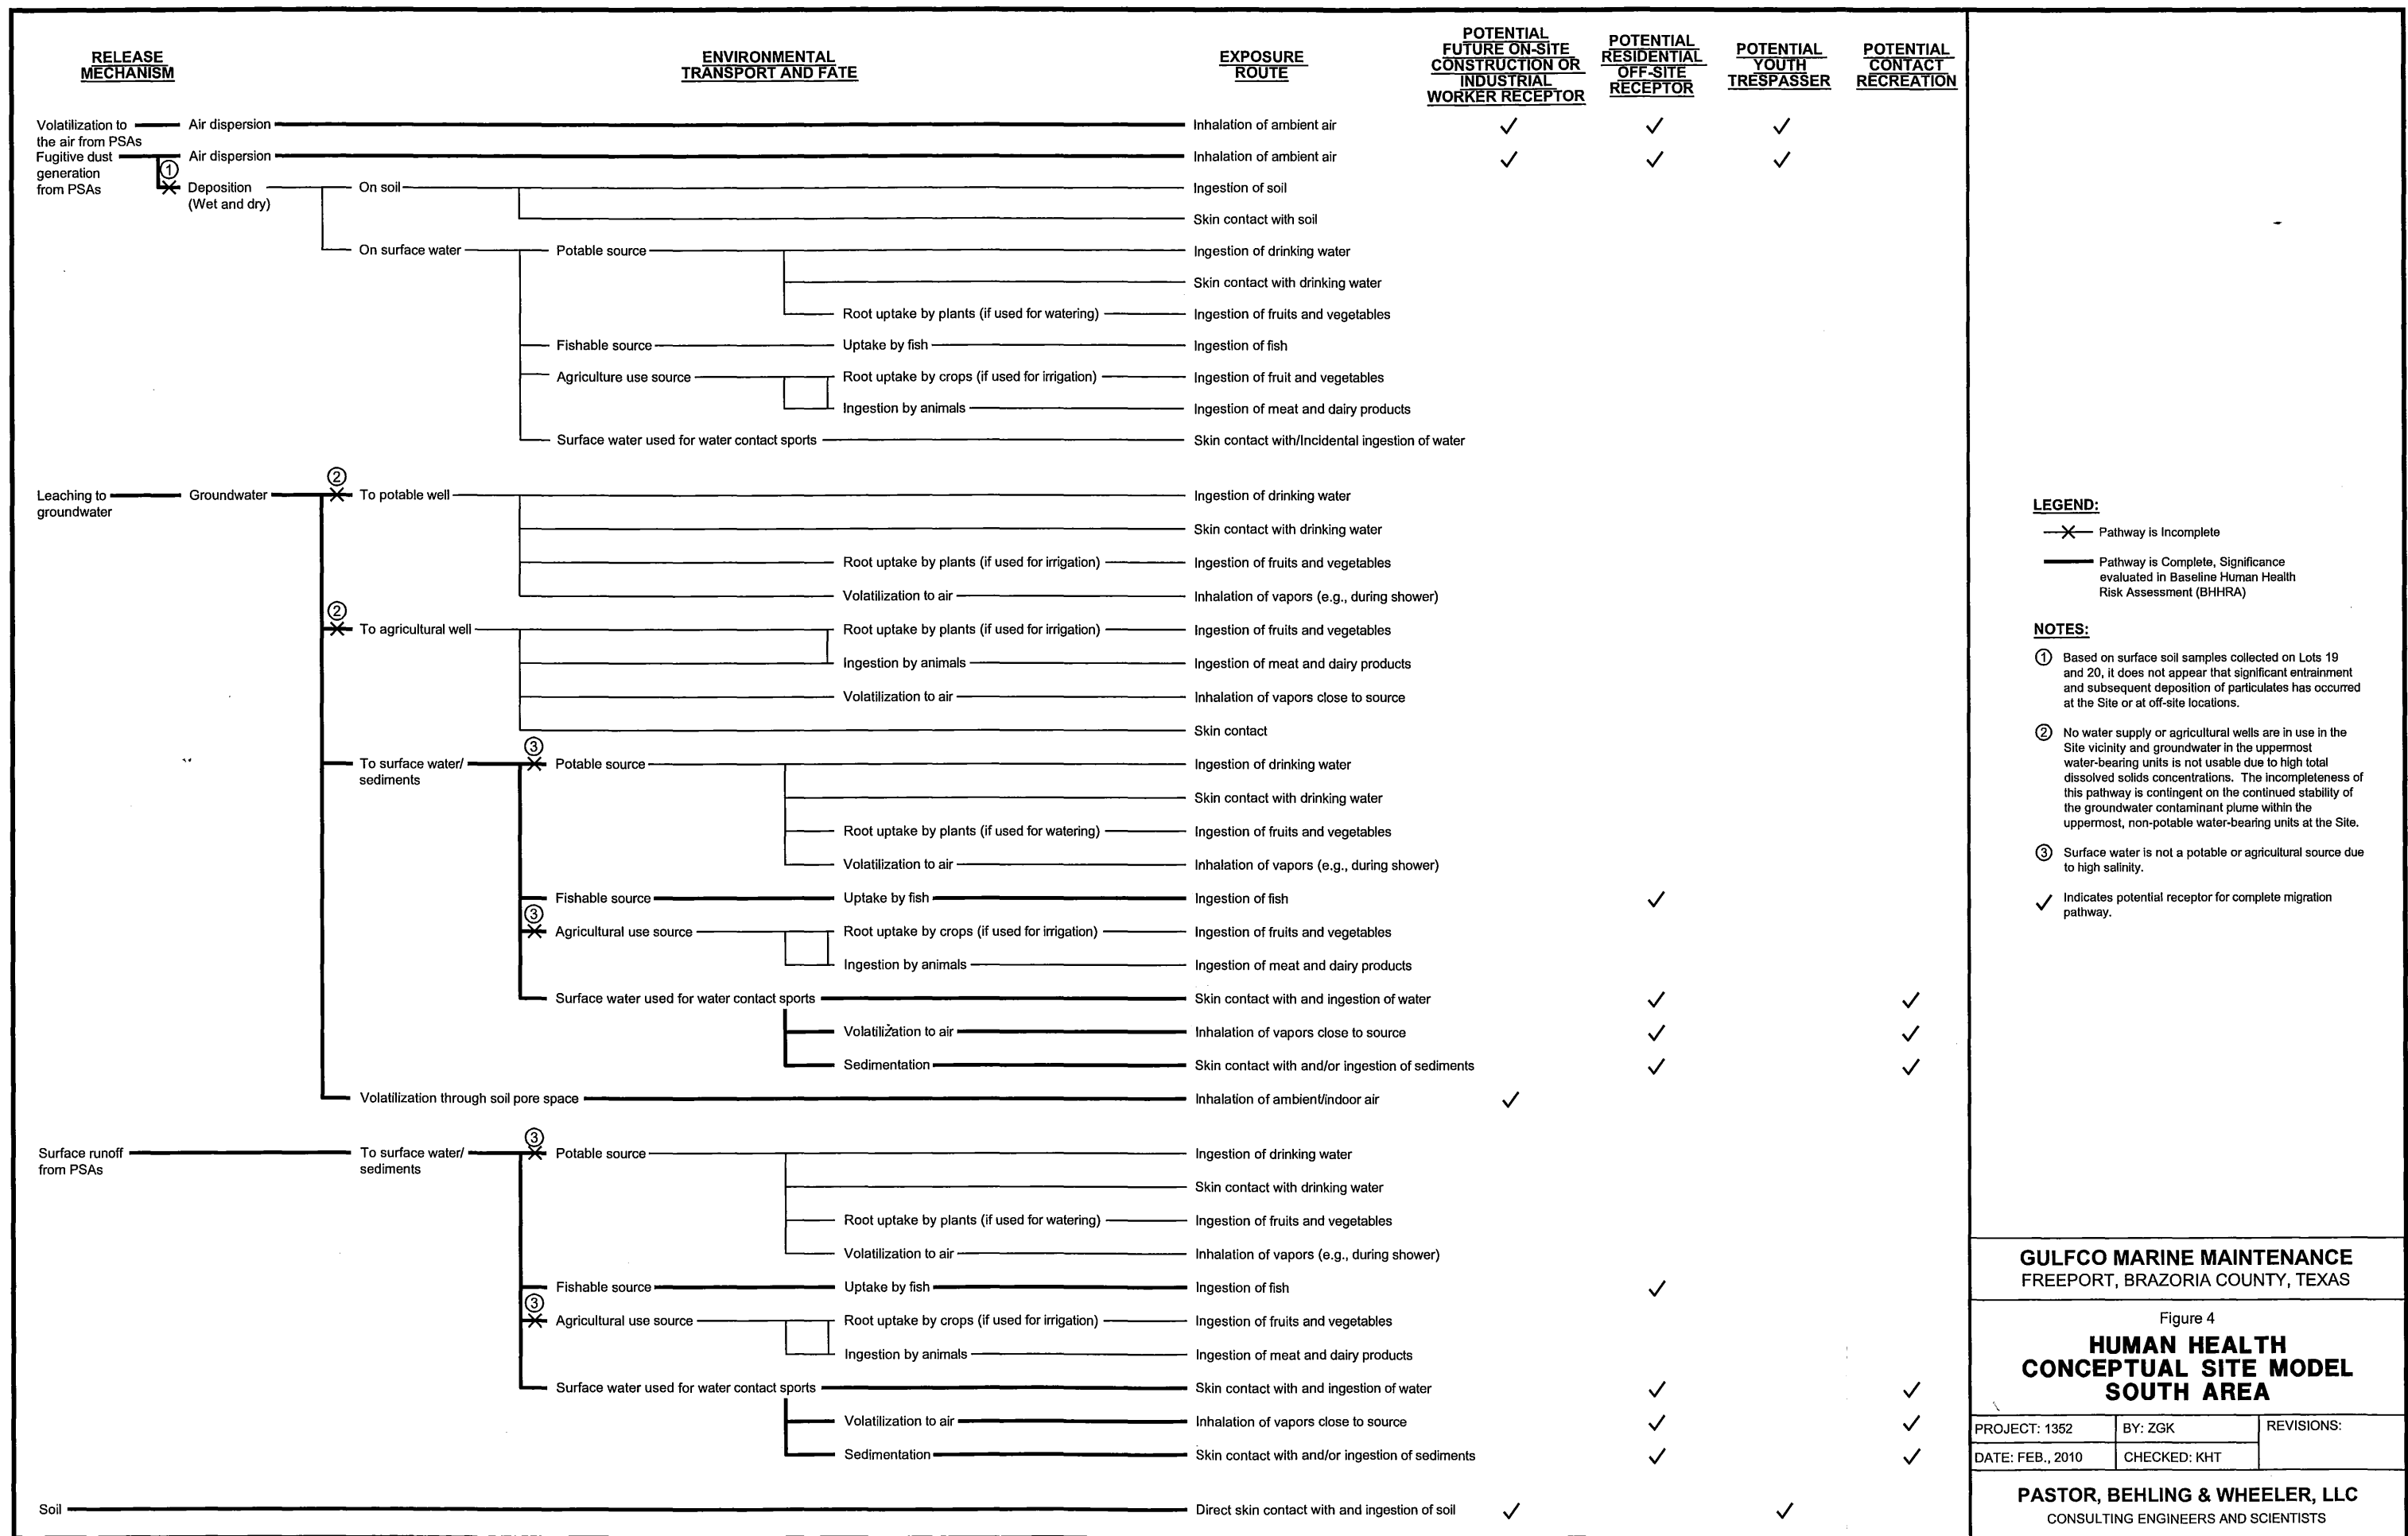 RELEASE
MECHANISM
ENVIRONMENTAL
TRANSPORT AND FATE
EXPOSURE
ROUTE
POTENTIAL
FUTURE ON-SITE
CONSTRUCTION OR
INDUSTRIAL
WORKER RECEPTOR
POTENTIAL
RESIDENTIAL
OFF-SITE
RECEPTOR
POTENTIAL
YOUTH
TRESPASSER
POTENTIAL
CONTACT
RECREATION
Volatilization to
the air from PSAs
Air dispersion
Inhalation of ambient air
✓ ✓ ✓
Fugitive dust
generation
from PSAs
Air dispersion
Inhalation of ambient air
✓ ✓ ✓
①
Deposition
(Wet and dry)
On soil
Ingestion of soil
Skin contact with soil
On surface water
Potable source
Ingestion of drinking water
Skin contact with drinking water
Root uptake by plants (if used for watering)
Ingestion of fruits and vegetables
Fishable source
Uptake by fish
Ingestion of fish
Agriculture use source
Root uptake by crops (if used for irrigation)
Ingestion of fruit and vegetables
Ingestion by animals
Ingestion of meat and dairy products
Surface water used for water contact sports
Skin contact with/Incidental ingestion of water
Leaching to
groundwater
Groundwater
②
To potable well
Ingestion of drinking water
Skin contact with drinking water
Root uptake by plants (if used for irrigation)
Ingestion of fruits and vegetables
Volatilization to air
Inhalation of vapors (e.g., during shower)
②
To agricultural well
Root uptake by plants (if used for irrigation)
Ingestion of fruits and vegetables
Ingestion by animals
Ingestion of meat and dairy products
Volatilization to air
Inhalation of vapors close to source
Skin contact
To surface water/
sediments
③
Potable source
Ingestion of drinking water
Skin contact with drinking water
Root uptake by plants (if used for watering)
Ingestion of fruits and vegetables
Volatilization to air
Inhalation of vapors (e.g., during shower)
Fishable source
Uptake by fish
Ingestion of fish
✓
③
Agricultural use source
Root uptake by crops (if used for irrigation)
Ingestion of fruits and vegetables
Ingestion by animals
Ingestion of meat and dairy products
Surface water used for water contact sports
Skin contact with and ingestion of water
✓ ✓
Volatilization to air
Inhalation of vapors close to source
✓ ✓
Sedimentation
Skin contact with and/or ingestion of sediments
✓ ✓
Volatilization through soil pore space
Inhalation of ambient/indoor air
✓
Surface runoff
from PSAs
To surface water/
sediments
③
Potable source
Ingestion of drinking water
Skin contact with drinking water
Root uptake by plants (if used for watering)
Ingestion of fruits and vegetables
Volatilization to air
Inhalation of vapors (e.g., during shower)
Fishable source
Uptake by fish
Ingestion of fish
✓
③
Agricultural use source
Root uptake by crops (if used for irrigation)
Ingestion of fruits and vegetables
Ingestion by animals
Ingestion of meat and dairy products
Surface water used for water contact sports
Skin contact with and ingestion of water
✓ ✓
Volatilization to air
Inhalation of vapors close to source
✓ ✓
Sedimentation
Skin contact with and/or ingestion of sediments
✓ ✓
Soil
Direct skin contact with and ingestion of soil
✓ ✓
LEGEND:
Pathway is Incomplete
Pathway is Complete, Significance
evaluated in Baseline Human Health
Risk Assessment (BHHRA)
NOTES:
① Based on surface soil samples collected on Lots 19
and 20, it does not appear that significant entrainment
and subsequent deposition of particulates has occurred
at the Site or at off-site locations.
② No water supply or agricultural wells are in use in the
Site vicinity and groundwater in the uppermost
water-bearing units is not usable due to high total
dissolved solids concentrations. The incompleteness of
this pathway is contingent on the continued stability of
the groundwater contaminant plume within the
uppermost, non-potable water-bearing units at the Site.
③ Surface water is not a potable or agricultural source due
to high salinity.
✓ Indicates potential receptor for complete migration
pathway.
GULFCO MARINE MAINTENANCE
FREEPORT, BRAZORIA COUNTY, TEXAS
Figure 4
HUMAN HEALTH
CONCEPTUAL SITE MODEL
SOUTH AREA
PROJECT: 1352
BY: ZGK
REVISIONS:
DATE: FEB., 2010
CHECKED: KHT
PASTOR, BEHLING & WHEELER, LLC
CONSULTING ENGINEERS AND SCIENTISTS